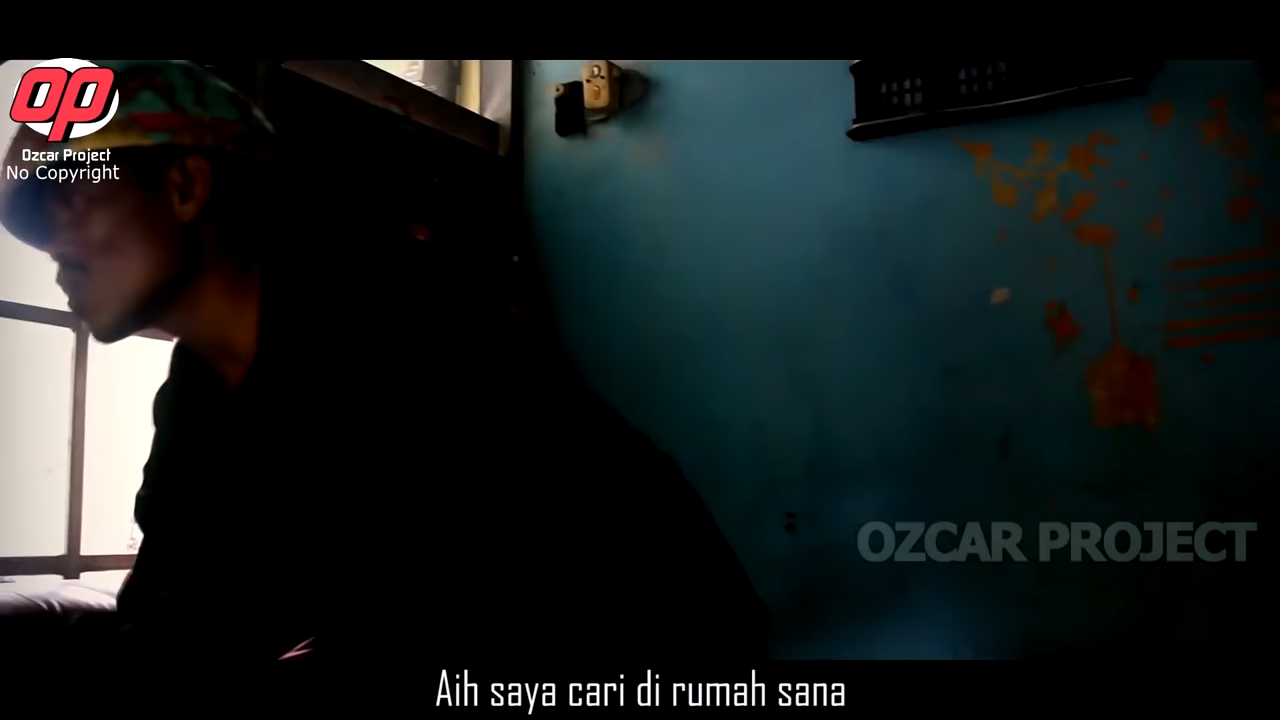 op
Ozcar Project
No Copyright
OZCAR PROJECT
Aih saya cari di rumah sana